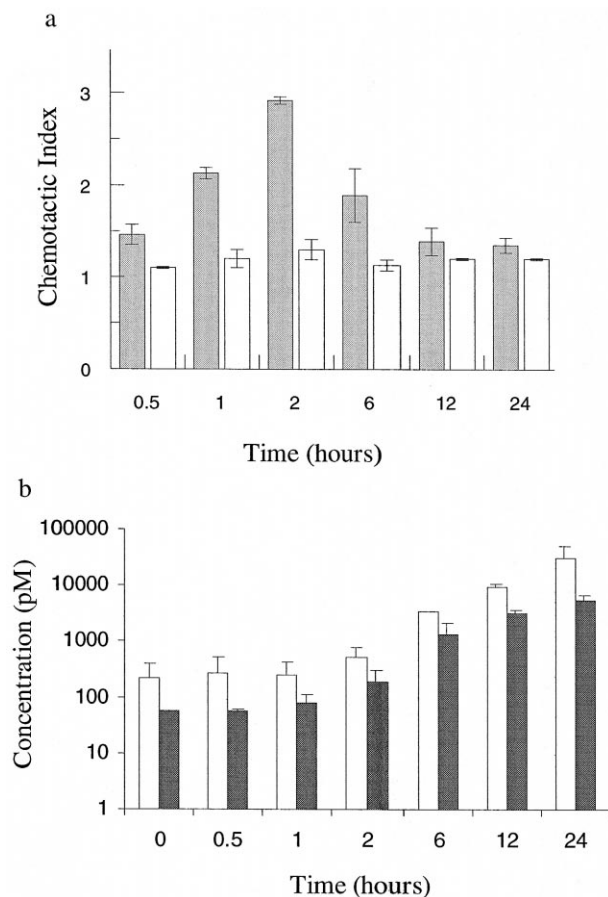 a
Chemotactic Index
3
2
1
0
0.5 1 2 6 12 24
Time (hours)
b
Concentration (pM)
100000
10000
1000
100
10
1
0 0.5 1 2 6 12 24
Time (hours)